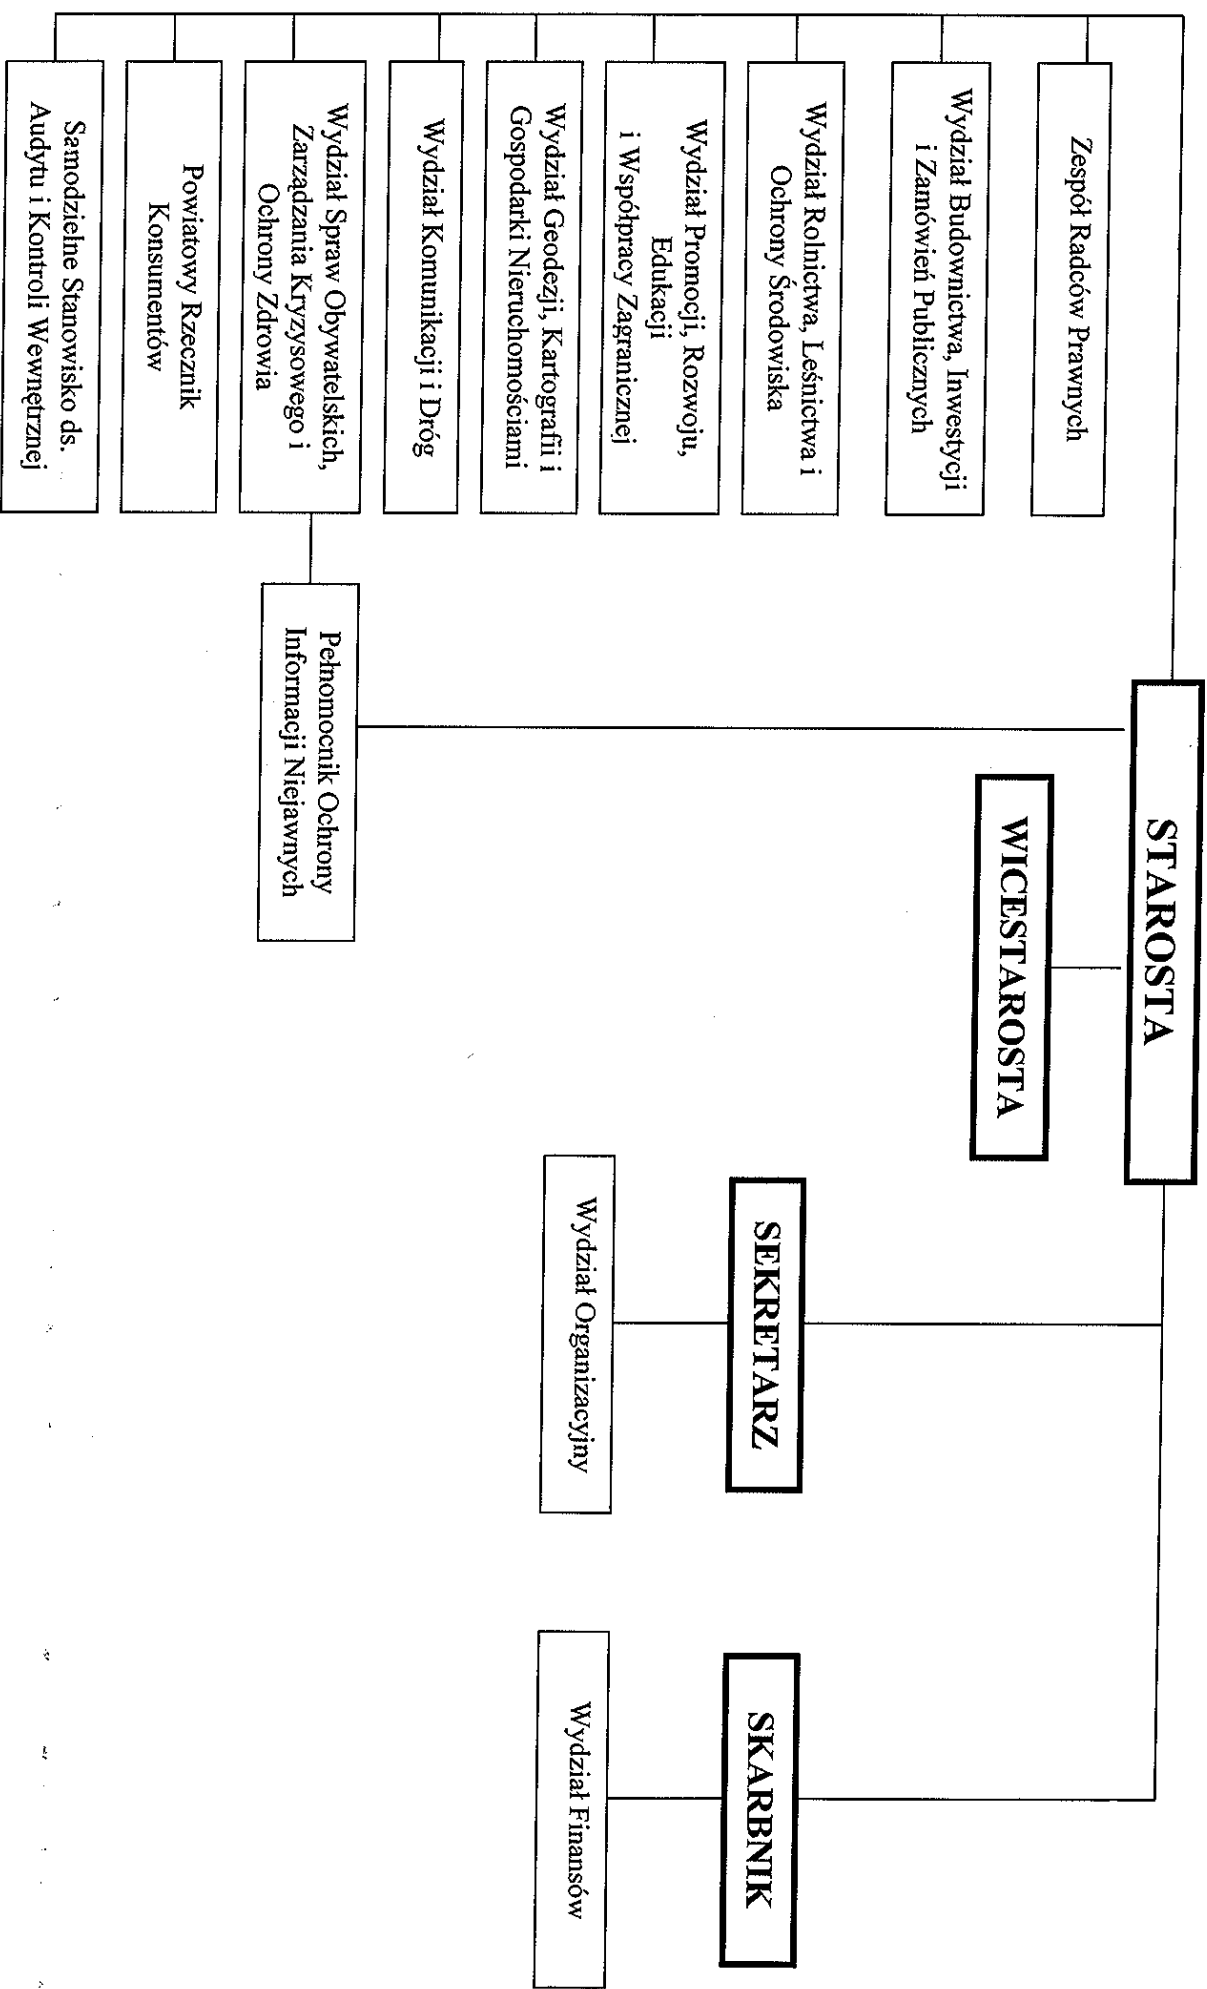 STAROSTA
WICESTAROSTA
SEKRETARZ
SKARBNIK
Wydział Organizacyjny
Wydział Finansów
Zespół Radców Prawnych
Wydział Budownictwa, Inwestycji
i Zamówień Publicznych
Wydział Rolnictwa, Leśnictwa i
Ochrony Środowiska
Wydział Promocji, Rozwoju,
Edukacji
i Współpracy Zagranicznej
Wydział Geodezji, Kartografii i
Gospodarki Nieruchomościami
Wydział Komunikacji i Dróg
Wydział Spraw Obywatelskich,
Zarządzania Kryzysowego i
Ochrony Zdrowia
Pełnomocnik Ochrony
Informacji Niejawnych
Powiatowy Rzecznik
Konsumentów
Samodzielne Stanowisko ds.
Audytu i Kontroli Wewnętrznej